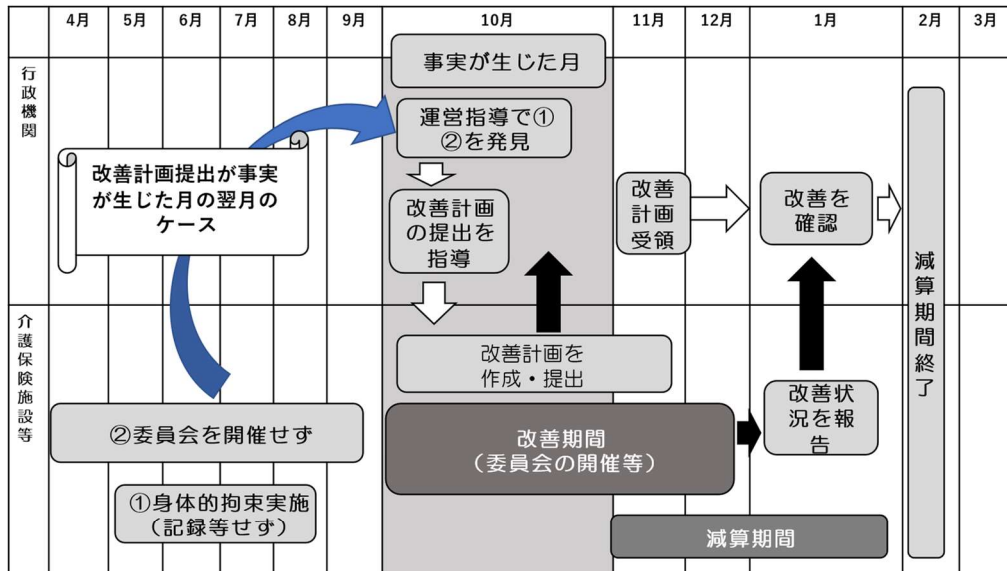 4月 5月 6月 7月 8月 9月 10月 11月 12月 1月 2月 3月
行政機関
事実が生じた月
運営指導で①
②を発見
改善計画提出が事実
が生じた月の翌月の
ケース
改善計画
の提出を
指導
改善
計画
受領
改善を
確認
減算期間終了
介護保険施設等
改善計画を
作成・提出
②委員会を開催せず
改善期間
（委員会の開催等）
改善状
況を報
告
①身体的拘束実施
（記録等せず）
減算期間